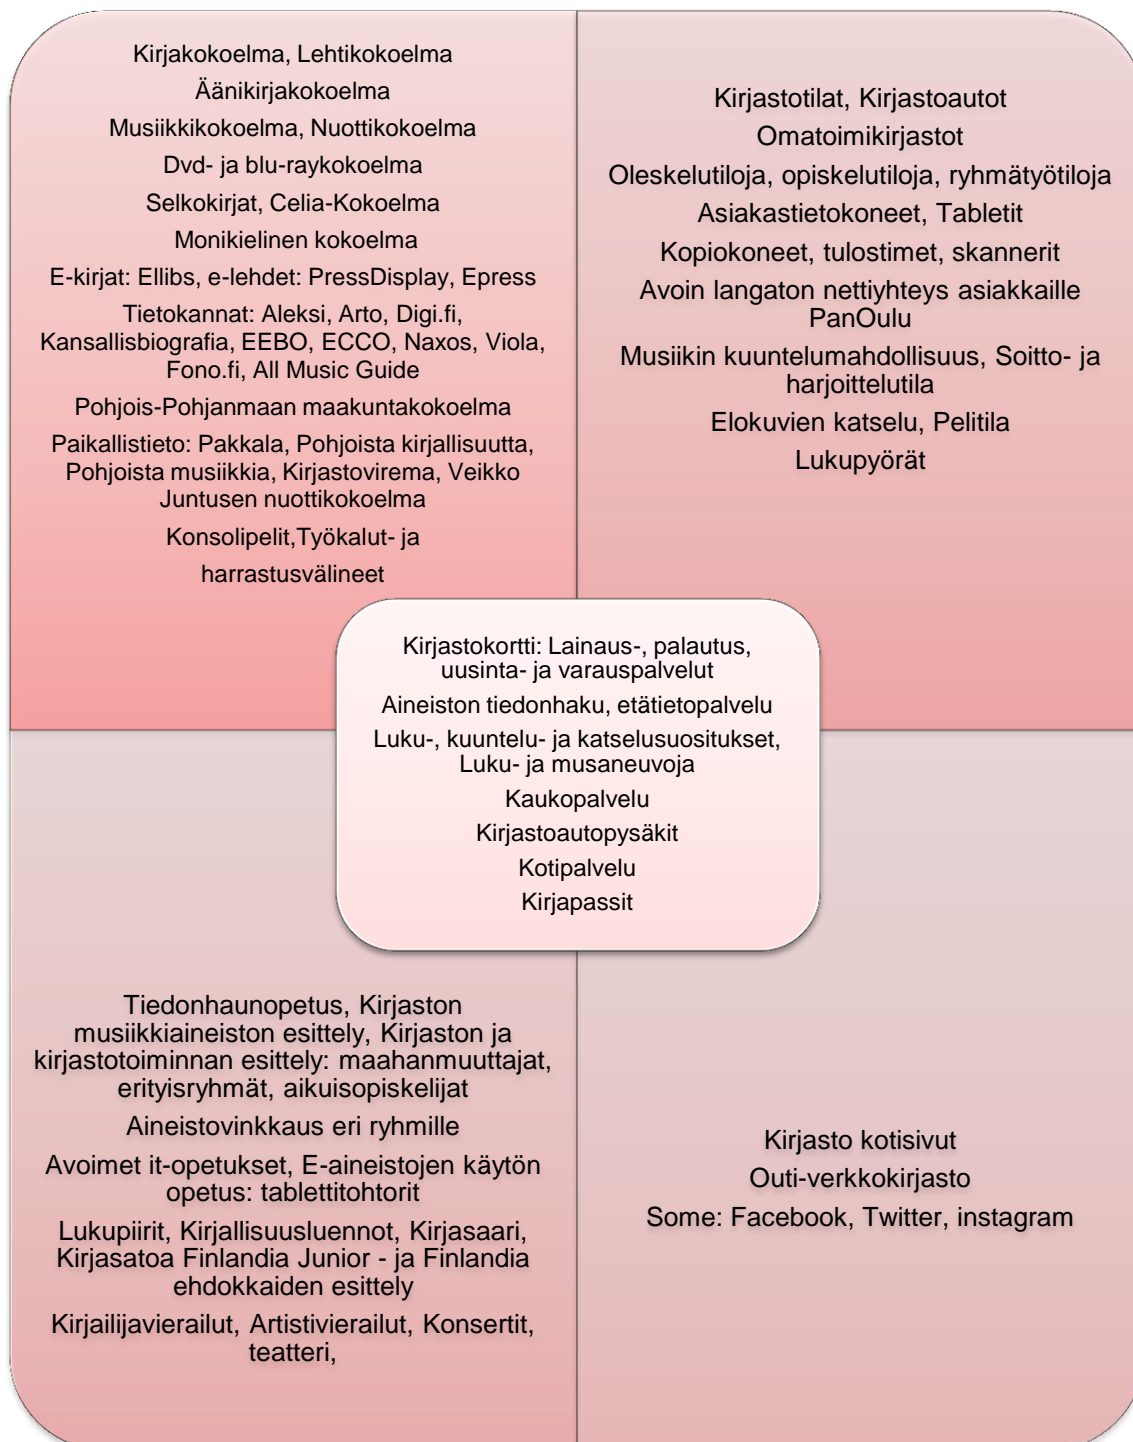 Kirjakokoelma, Lehtikokoelma
Äänikirjakokoelma
Musiikkikokoelma, Nuottikokoelma
Dvd- ja blu-raykokoelma
Selkokirjat, Celia-Kokoelma
Monikielinen kokoelma
E-kirjat: Ellibs, e-lehdet: PressDisplay, Epress
Tietokannat: Aleksi, Arto, Digi.fi,
Kansallisbiografia, EEBO, ECCO, Naxos, Viola,
Fono.fi, All Music Guide
Pohjois-Pohjanmaan maakuntakokoelma
Paikallistieto: Pakkala, Pohjoista kirjallisuutta,
Pohjoista musiikkia, Kirjastovirema, Veikko
Juntusen nuottikokoelma
Konsolipelit,Työkalut- ja
harrastusvälineet
Kirjastotilat, Kirjastoautot
Omatoimikirjastot
Oleskelutiloja, opiskelutiloja, ryhmätyötiloja
Asiakastietokoneet, Tabletit
Kopiokoneet, tulostimet, skannerit
Avoin langaton nettiyhteys asiakkaille
PanOulu
Musiikin kuuntelumahdollisuus, Soitto- ja
harjoittelutila
Elokuvien katselu, Pelitila
Lukupyörät
Kirjastokortti: Lainaus-, palautus,
uusinta- ja varauspalvelut
Aineiston tiedonhaku, etätietopalvelu
Luku-, kuuntelu- ja katselusuositukset,
Luku- ja musaneuvoja
Kaukopalvelu
Kirjastoautopysäkit
Kotipalvelu
Kirjapassit
Tiedonhaunopetus, Kirjaston
musiikkiaineiston esittely, Kirjaston ja
kirjastotoiminnan esittely: maahanmuuttajat,
erityisryhmät, aikuisopiskelijat
Aineistovinkkaus eri ryhmille
Avoimet it-opetukset, E-aineistojen käytön
opetus: tablettitohtorit
Lukupiirit, Kirjallisuusluennot, Kirjasaari,
Kirjasatoa Finlandia Junior - ja Finlandia
ehdokkaiden esittely
Kirjailijavierailut, Artistivierailut, Konsertit,
teatteri,
Kirjasto kotisivut
Outi-verkkokirjasto
Some: Facebook, Twitter, instagram